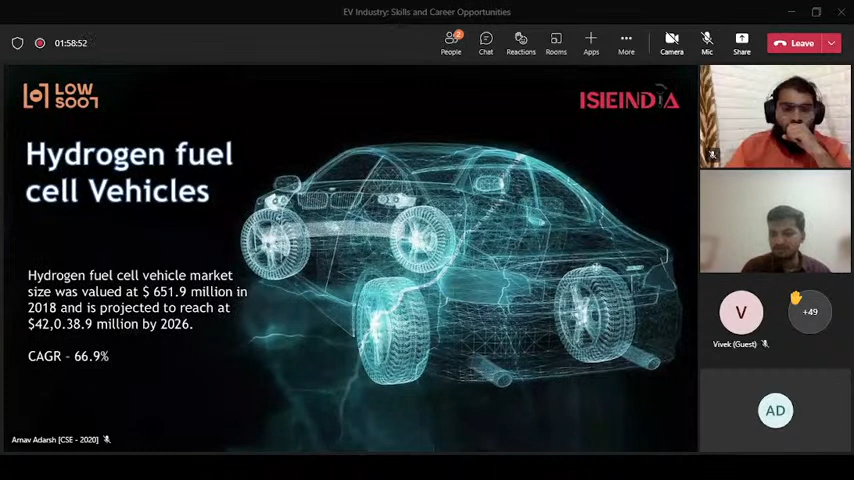 EV Industry: Skills and Career Opportunities
01:58:52
2
People
Chat
Reactions
Rooms
Apps
More
Camera
Mic
Share
Leave
LOW
SOOT
ISIEINDIA
Hydrogen fuel
cell Vehicles
Hydrogen fuel cell vehicle market
size was valued at $ 651.9 million in
2018 and is projected to reach at
$42,0.38.9 million by 2026.
CAGR - 66.9%
Arnav Adarsh [CSE - 2020]
V
+49
Vivek (Guest)
AD